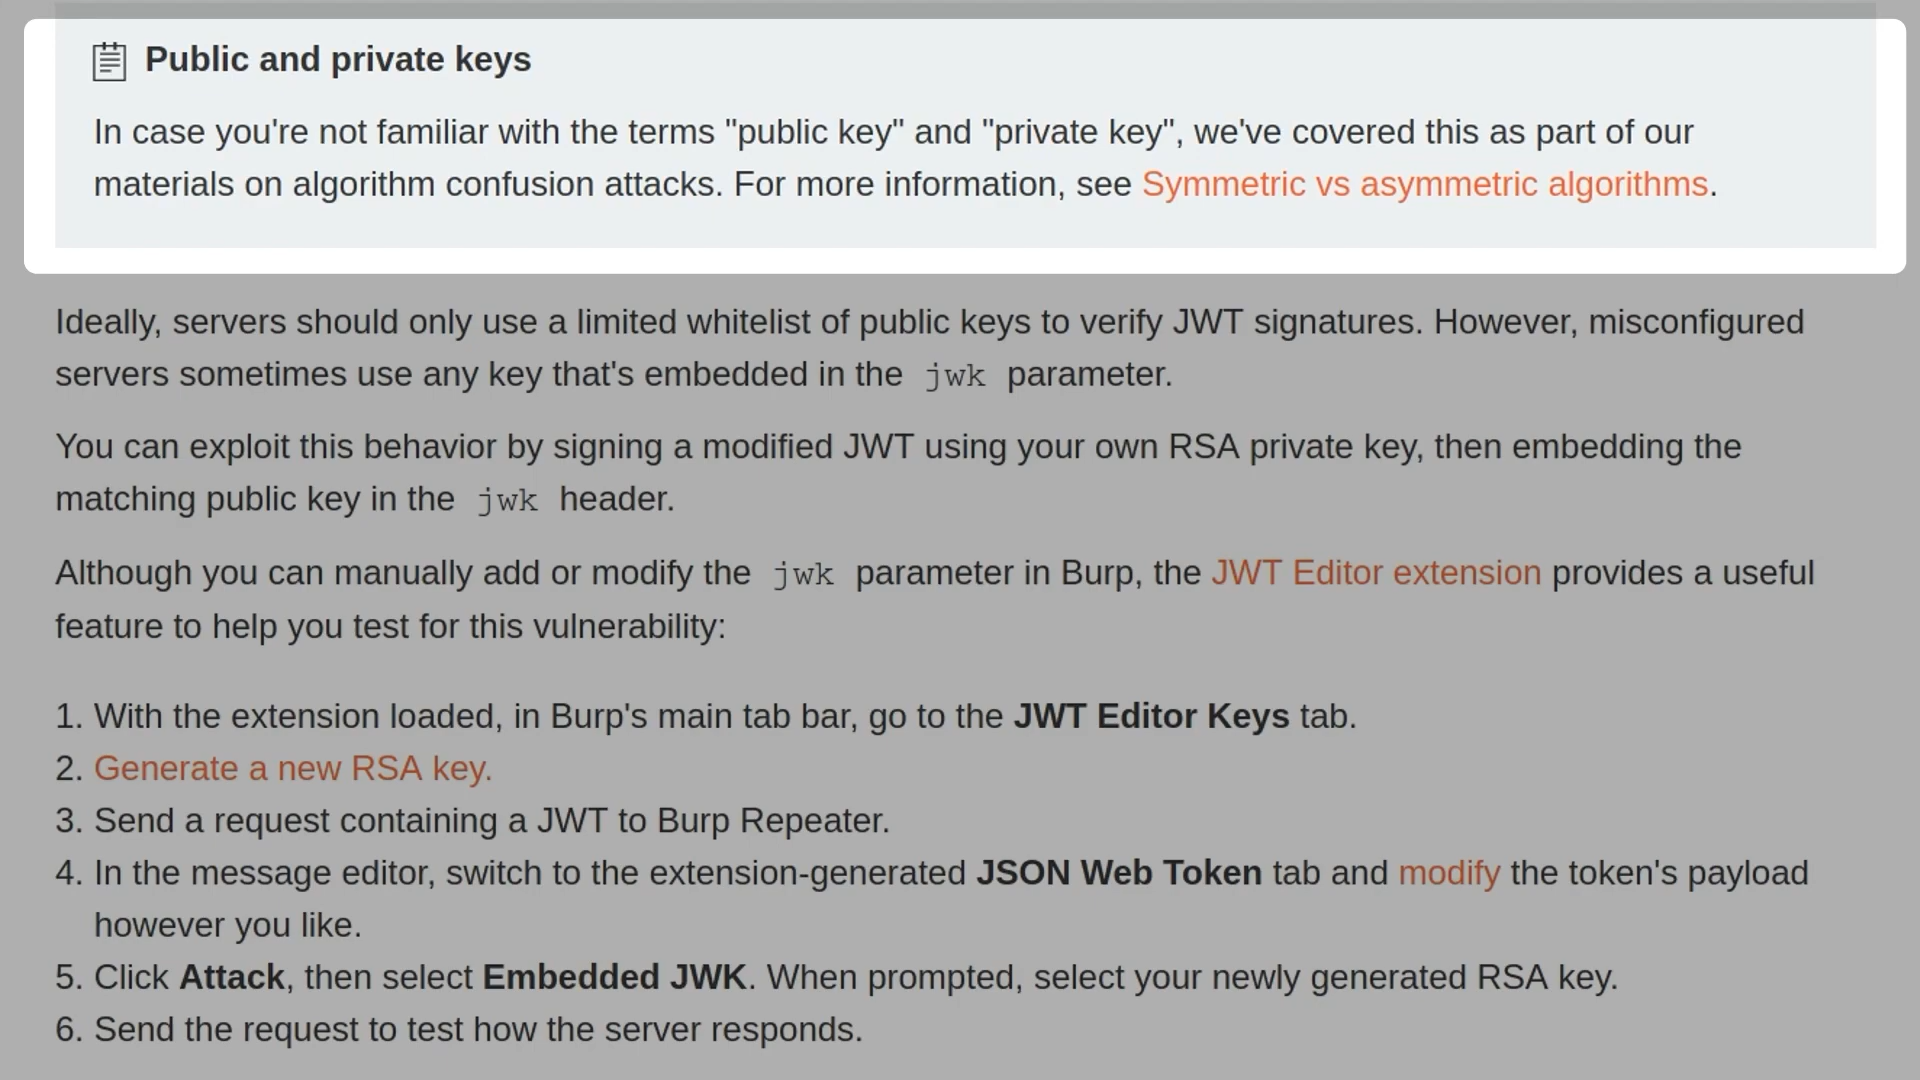 Public and private keys
In case you're not familiar with the terms "public key" and "private key", we've covered this as part of our
materials on algorithm confusion attacks. For more information, see Symmetric vs asymmetric algorithms.
Ideally, servers should only use a limited whitelist of public keys to verify JWT signatures. However, misconfigured
servers sometimes use any key that's embedded in the jwk parameter.
You can exploit this behavior by signing a modified JWT using your own RSA private key, then embedding the
matching public key in the jwk header.
Although you can manually add or modify the jwk parameter in Burp, the JWT Editor extension provides a useful
feature to help you test for this vulnerability:
1. With the extension loaded, in Burp's main tab bar, go to the JWT Editor Keys tab.
2. Generate a new RSA key.
3. Send a request containing a JWT to Burp Repeater.
4. In the message editor, switch to the extension-generated JSON Web Token tab and modify the token's payload
however you like.
5. Click Attack, then select Embedded JWK. When prompted, select your newly generated RSA key.
6. Send the request to test how the server responds.